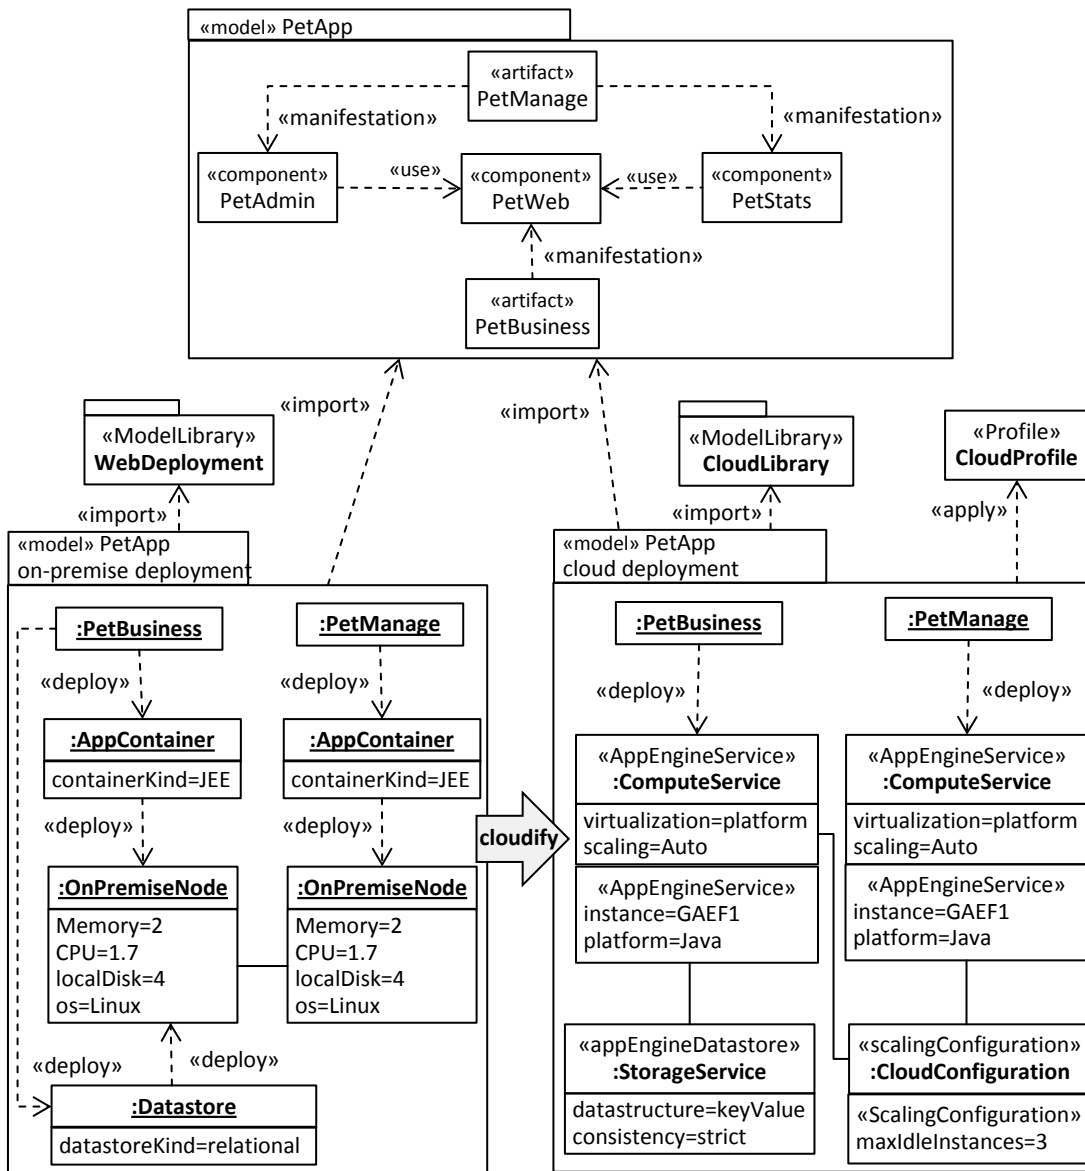 «model» PetApp
«artifact»
PetManage
«manifestation»
«manifestation»
«component»
PetAdmin
«use»
«component»
PetWeb
«use»
«component»
PetStats
«manifestation»
«artifact»
PetBusiness
«import»
«import»
«ModelLibrary»
WebDeployment
«ModelLibrary»
CloudLibrary
«Profile»
CloudProfile
«import»
«import»
«apply»
«model» PetApp
on-premise deployment
:PetBusiness
:PetManage
«deploy»
«deploy»
:AppContainer
containerKind=JEE
:AppContainer
containerKind=JEE
«deploy»
«deploy»
:OnPremiseNode
Memory=2
CPU=1.7
localDisk=4
os=Linux
:OnPremiseNode
Memory=2
CPU=1.7
localDisk=4
os=Linux
«deploy»
«deploy»
:Datastore
datastoreKind=relational
cloudify
«model» PetApp
cloud deployment
:PetBusiness
:PetManage
«deploy»
«deploy»
«AppEngineService»
:ComputeService
virtualization=platform
scaling=Auto
«AppEngineService»
instance=GAEF1
platform=Java
«AppEngineService»
:ComputeService
virtualization=platform
scaling=Auto
«AppEngineService»
instance=GAEF1
platform=Java
«appEngineDatastore»
:StorageService
datastructure=keyValue
consistency=strict
«scalingConfiguration»
:CloudConfiguration
«ScalingConfiguration»
maxIdleInstances=3